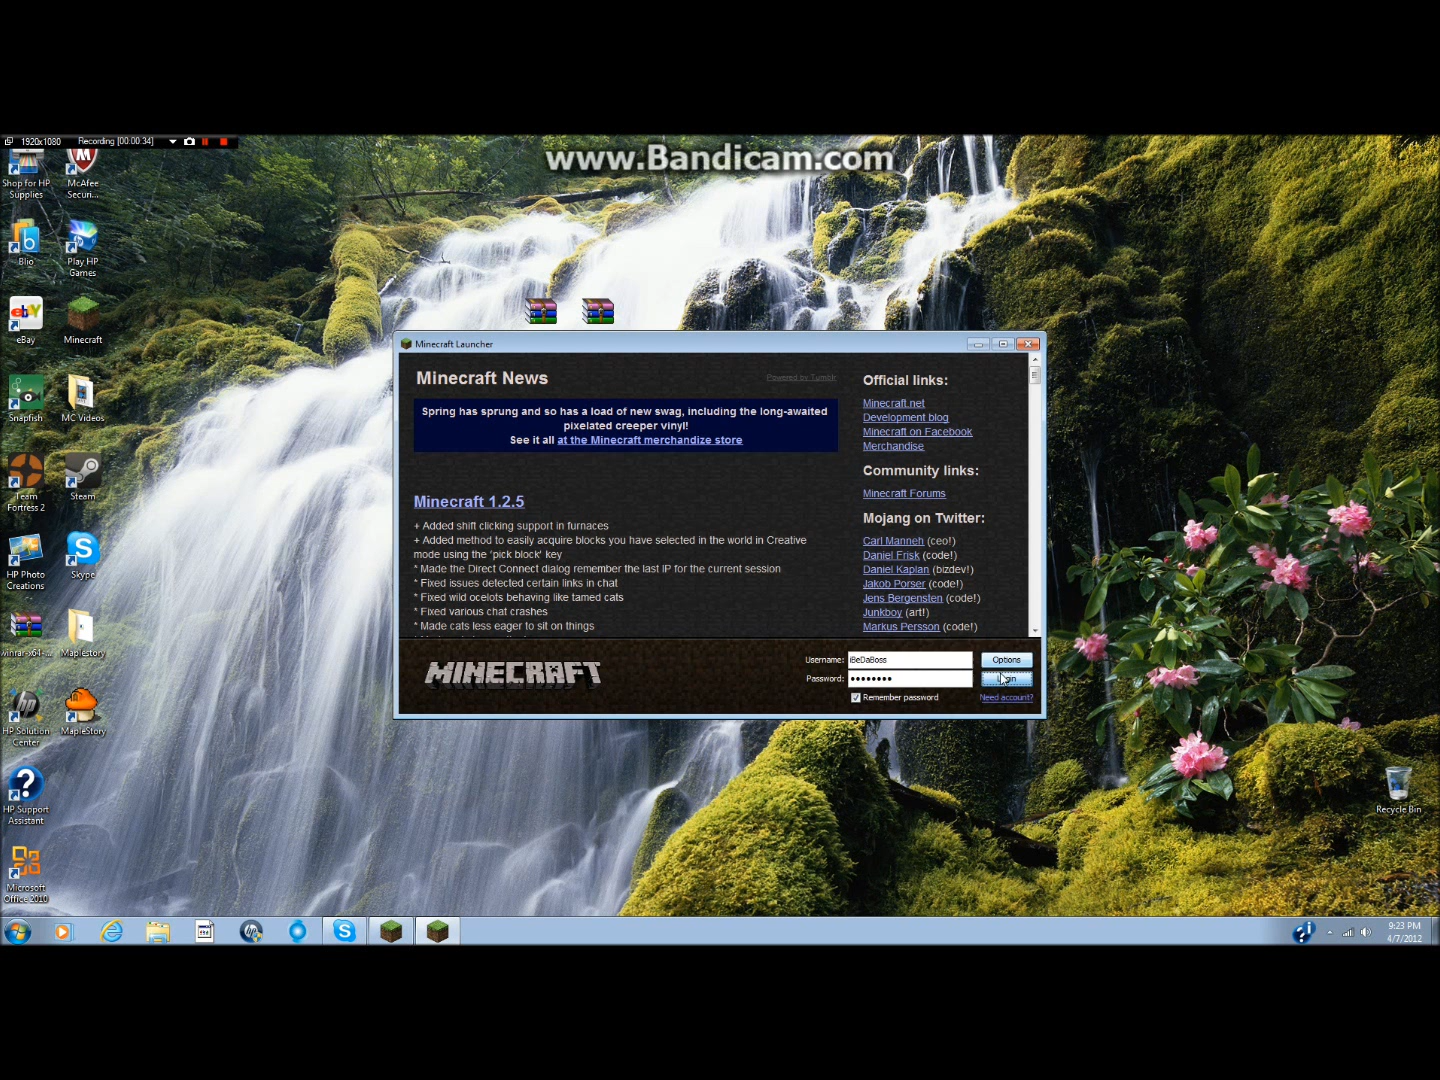 1920x1080 Recording [00:00:34]
www.Bandicam.com
Shop for HP
Supplies
McAfee
Securi...
Blio
Play HP
Games
eBay
Minecraft
Snapfish
MC Videos
Team
Fortress 2
Steam
HP Photo
Creations
Skype
winrar-x64-...
Maplestory
HP Solution
Center
MapleStory
HP Support
Assistant
Microsoft
Office 2010
Minecraft Launcher
Minecraft News
Powered by Tumblr
Spring has sprung and so has a load of new swag, including the long-awaited
pixelated creeper vinyl!
See it all at the Minecraft merchandize store
Minecraft 1.2.5
+ Added shift clicking support in furnaces
+ Added method to easily acquire blocks you have selected in the world in Creative
mode using the 'pick block' key
* Made the Direct Connect dialog remember the last IP for the current session
* Fixed issues detected certain links in chat
* Fixed wild ocelots behaving like tamed cats
* Fixed various chat crashes
* Made cats less eager to sit on things
Official links:
Minecraft.net
Development blog
Minecraft on Facebook
Merchandise
Community links:
Minecraft Forums
Mojang on Twitter:
Carl Manneh (ceo!)
Daniel Frisk (code!)
Daniel Kaplan (bizdev!)
Jakob Porser (code!)
Jens Bergensten (code!)
Junkboy (art!)
Markus Persson (code!)
MINECRAFT
Username: iBeDaBoss Options
Password: ●●●●●●●● Login
Remember password Need account?
Recycle Bin
9:23 PM
4/7/2012